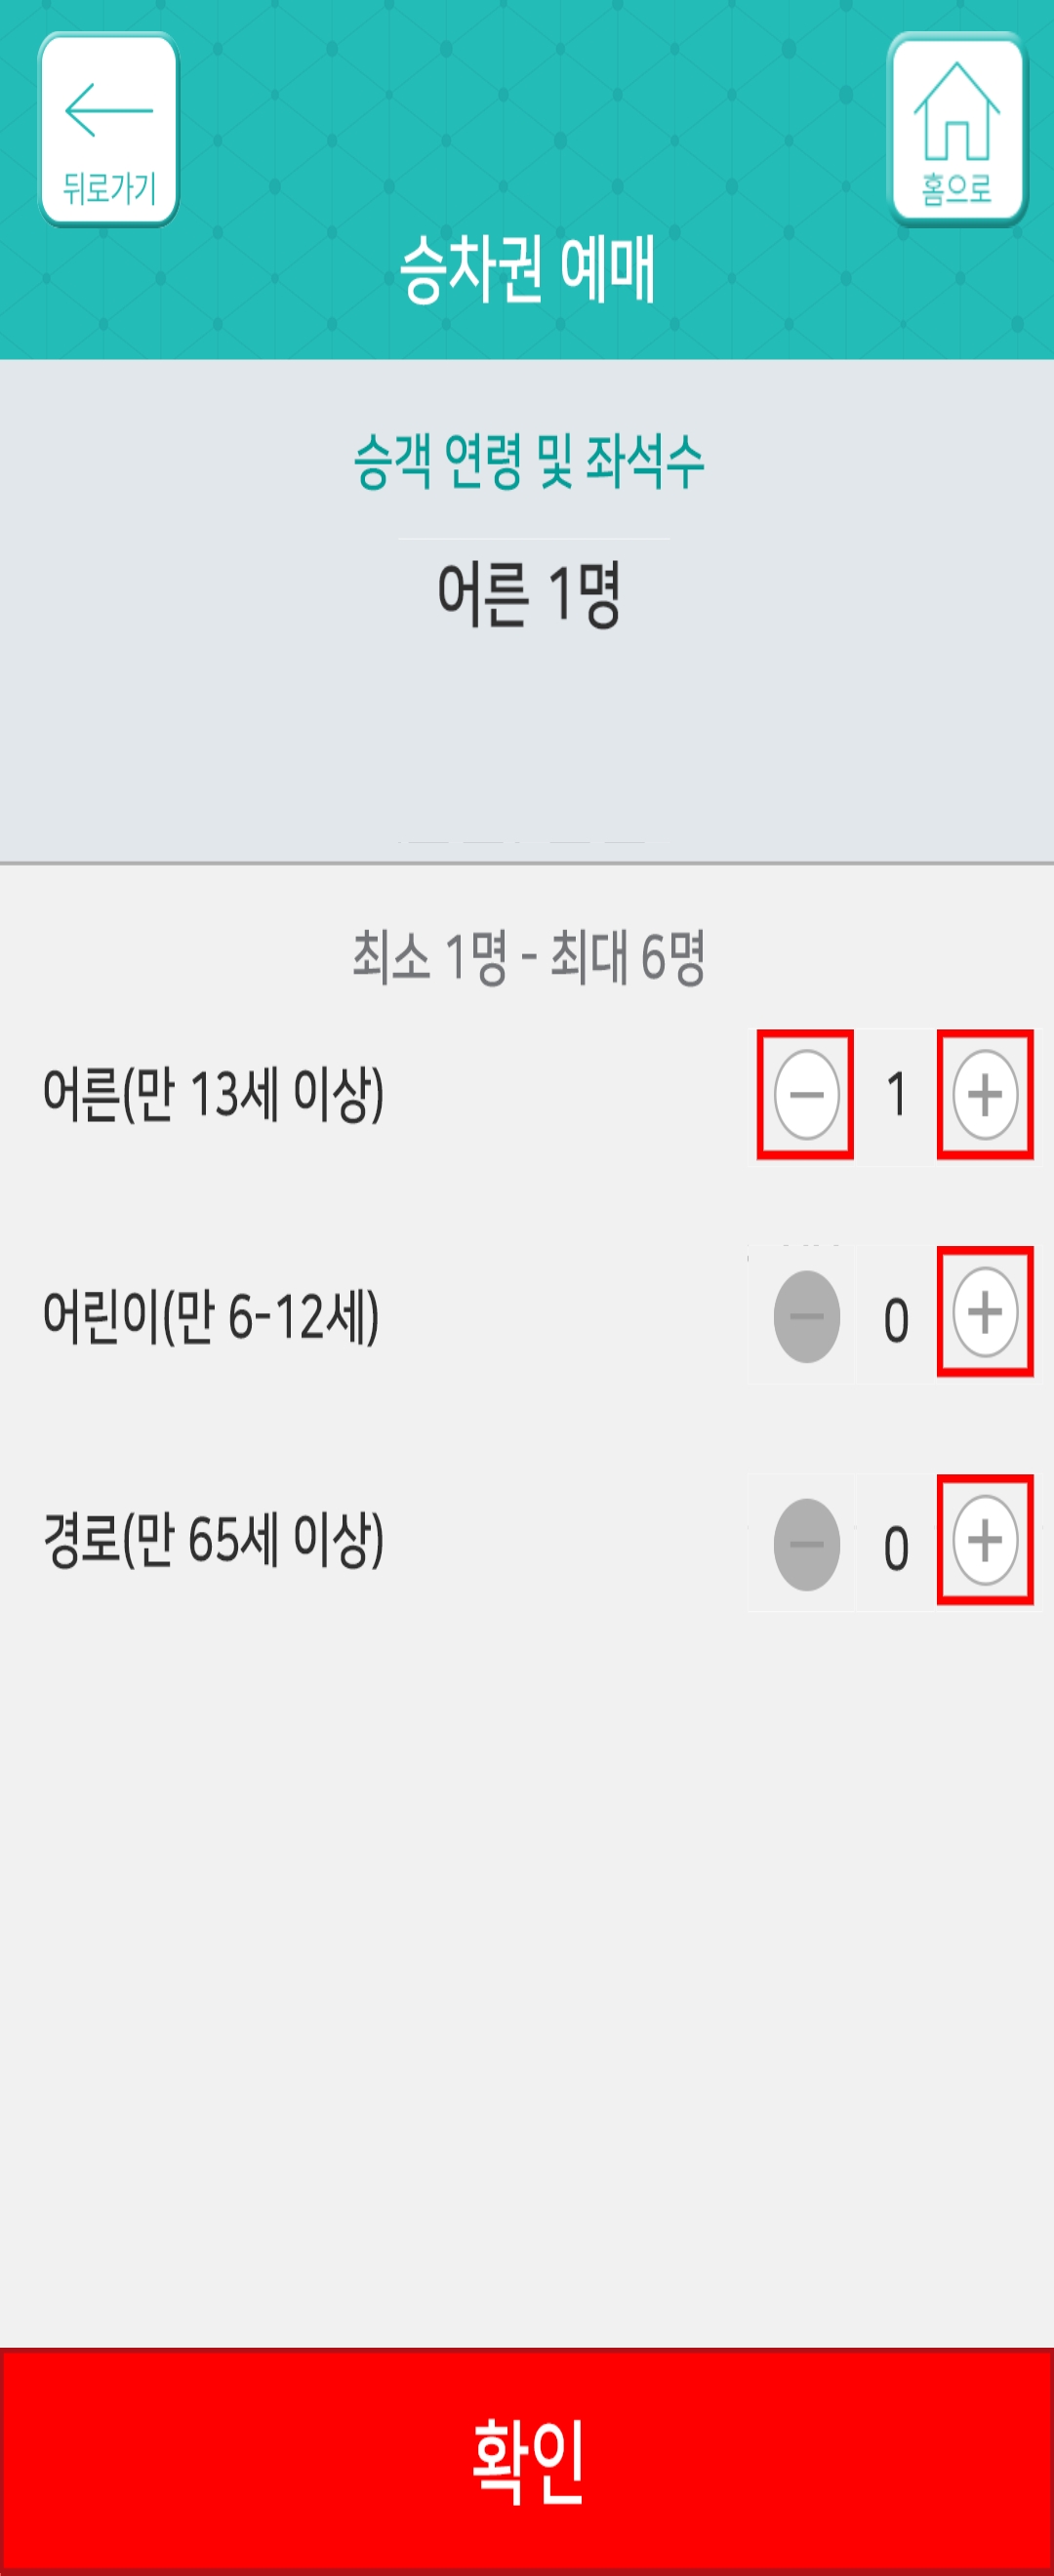 뒤로가기
홈으로
승차권 예매
승객 연령 및 좌석수
어른 1명
최소 1명 - 최대 6명
어른(만 13세 이상)
1
어린이(만 6-12세)
0
경로(만 65세 이상)
0
확인